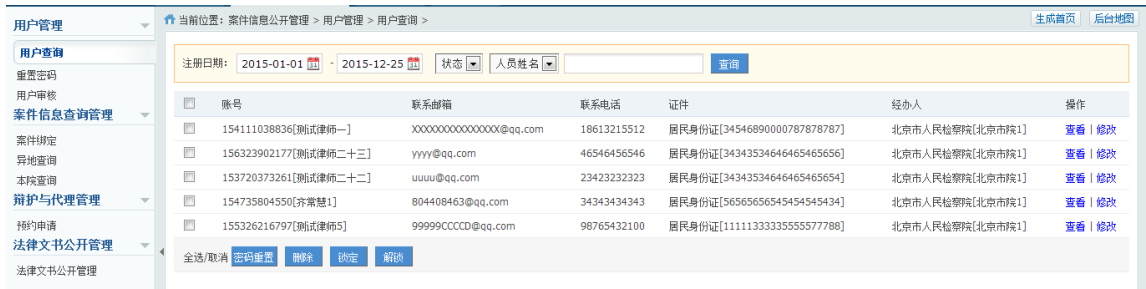 用户管理
用户查询
重置密码
用户审核
案件信息查询管理
案件绑定
异地查询
本院查询
辩护与代理管理
预约申请
法律文书公开管理
法律文书公开管理
当前位置: 案件信息公开管理 > 用户管理 > 用户查询 >
生成首页 后台地图
注册日期: 2015-01-01 - 2015-12-25 状态 人员姓名 查询
账号 联系邮箱 联系电话 证件 经办人 操作
154111038836[测试律师一] XXXXXXXXXXXXXXX@qq.com 18613215512 居民身份证[34546890000787878787] 北京市人民检察院[北京市院1] 查看 | 修改
156323902177[测试律师二十三] yyyy@qq.com 46546456546 居民身份证[34343534646465465656] 北京市人民检察院[北京市院1] 查看 | 修改
153720373261[测试律师二十二] uuuu@qq.com 23423232323 居民身份证[34343534646465465654] 北京市人民检察院[北京市院1] 查看 | 修改
154735804550[齐常慧1] 804408463@qq.com 34343434343 居民身份证[56565656545454545434] 北京市人民检察院[北京市院1] 查看 | 修改
155326216797[测试律师5] 99999CCCCD@qq.com 98765432100 居民身份证[11111333335555577788] 北京市人民检察院[北京市院1] 查看 | 修改
全选/取消 密码重置 删除 锁定 解锁